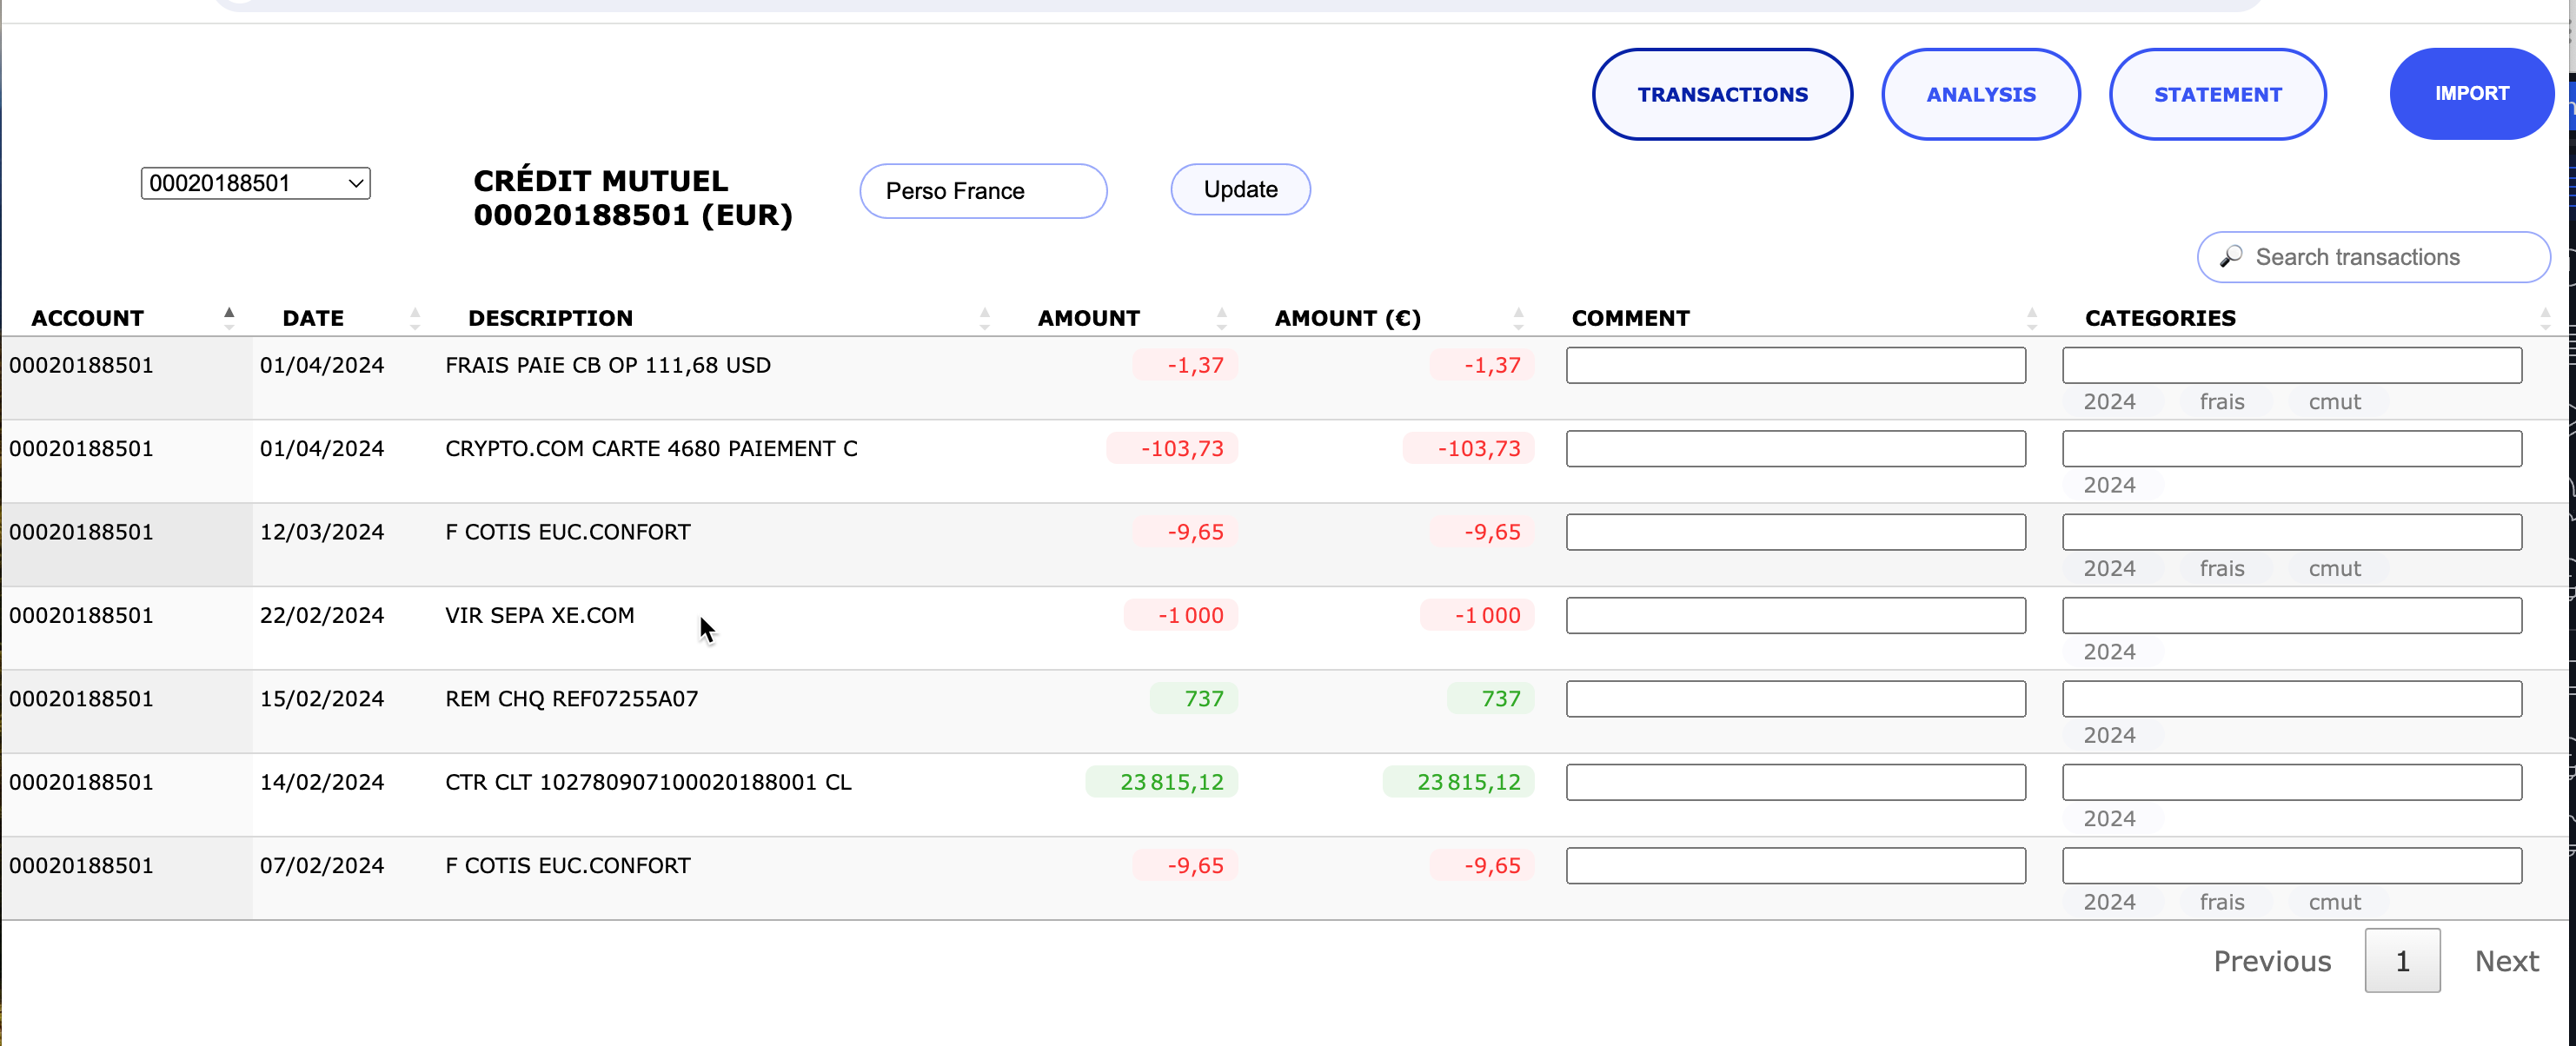 TRANSACTIONS ANALYSIS STATEMENT IMPORT
00020188501
CRÉDIT MUTUEL
00020188501 (EUR)
Perso France
Update
Search transactions
ACCOUNT DATE DESCRIPTION AMOUNT AMOUNT (€) COMMENT CATEGORIES
00020188501 01/04/2024 FRAIS PAIE CB OP 111,68 USD -1,37 -1,37
2024 frais cmut
00020188501 01/04/2024 CRYPTO.COM CARTE 4680 PAIEMENT C -103,73 -103,73
2024
00020188501 12/03/2024 F COTIS EUC.CONFORT -9,65 -9,65
2024 frais cmut
00020188501 22/02/2024 VIR SEPA XE.COM -1 000 -1 000
2024
00020188501 15/02/2024 REM CHQ REF07255A07 737 737
2024
00020188501 14/02/2024 CTR CLT 102780907100020188001 CL 23 815,12 23 815,12
2024
00020188501 07/02/2024 F COTIS EUC.CONFORT -9,65 -9,65
2024 frais cmut
Previous 1 Next